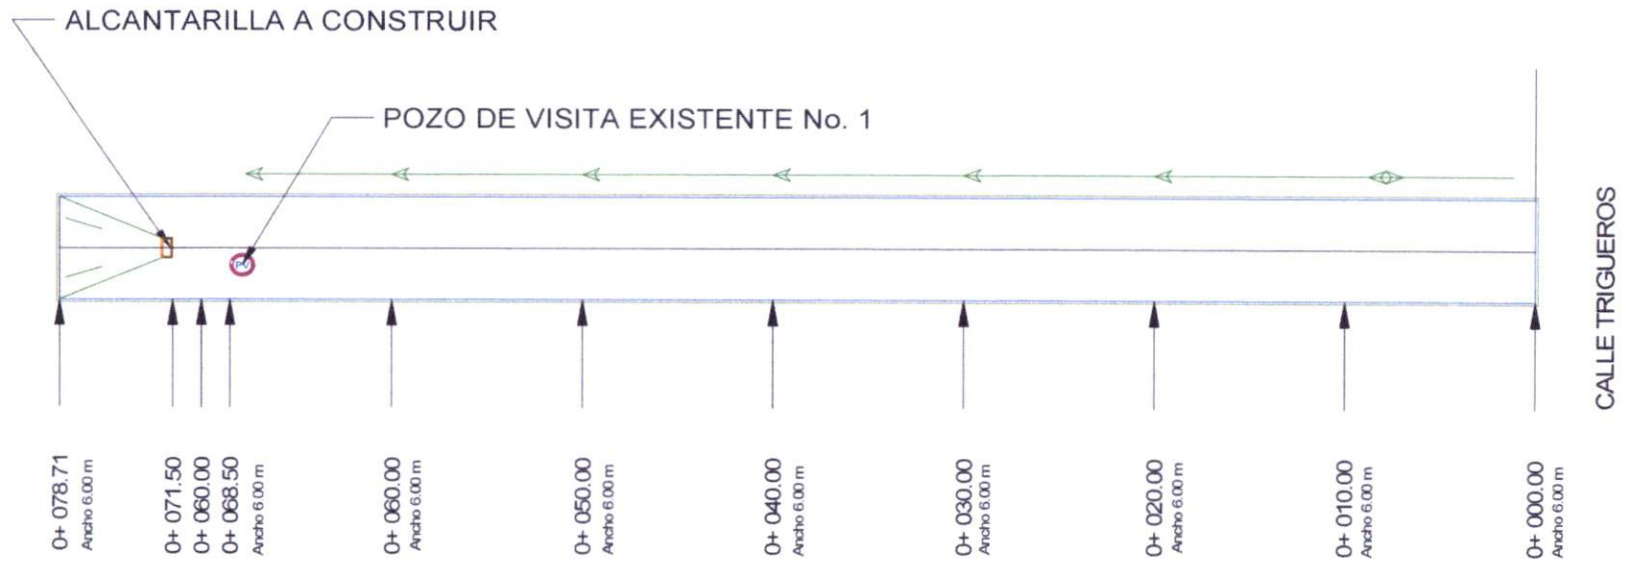 ALCANTARILLA A CONSTRUIR
POZO DE VISITA EXISTENTE No. 1
PV
CALLE TRIGUEROS
0+ 078.71
Ancho 6.00 m
0+ 071.50
0+ 060.00
0+ 068.50
Ancho 6.00 m
0+ 060.00
Ancho 6.00 m
0+ 050.00
Ancho 6.00 m
0+ 040.00
Ancho 6.00 m
0+ 030.00
Ancho 6.00 m
0+ 020.00
Ancho 6.00 m
0+ 010.00
Ancho 6.00 m
0+ 000.00
Ancho 6.00 m